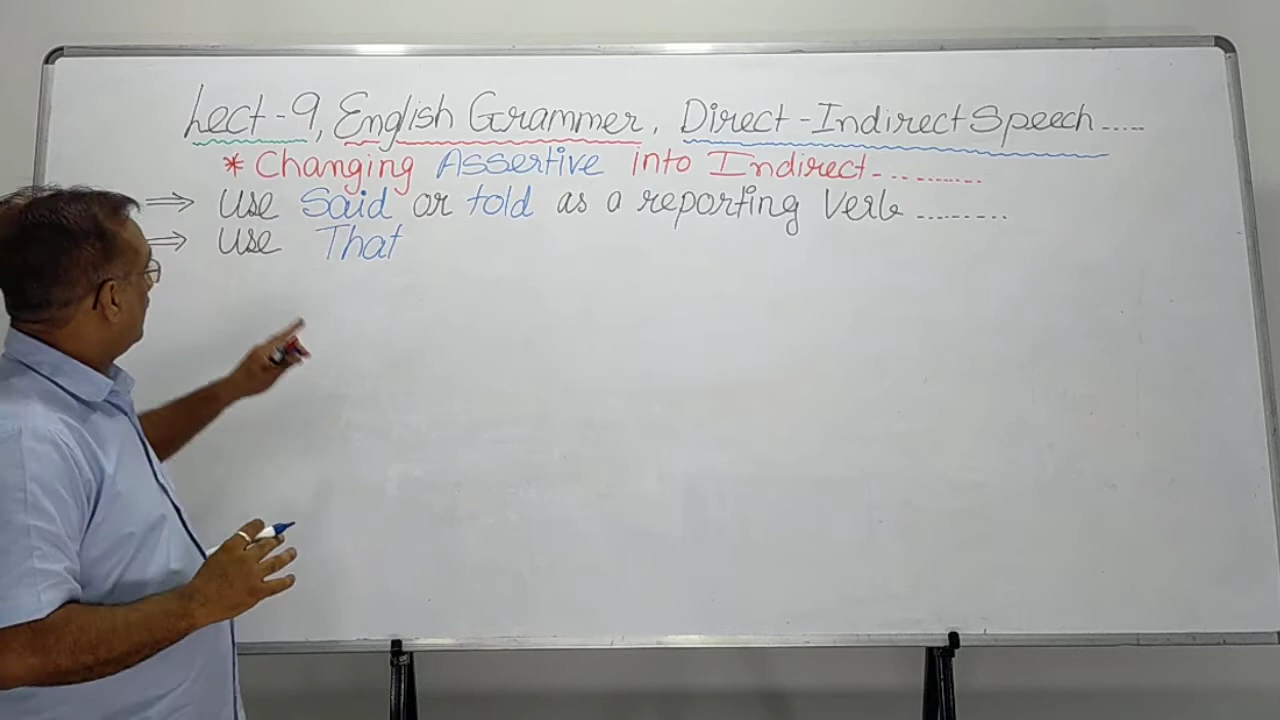 Lect-9, English Grammer, Direct-Indirect Speech.....
* Changing Assertive into Indirect-.........
⇒ Use Said or told as a reporting Verb.........
⇒ Use That